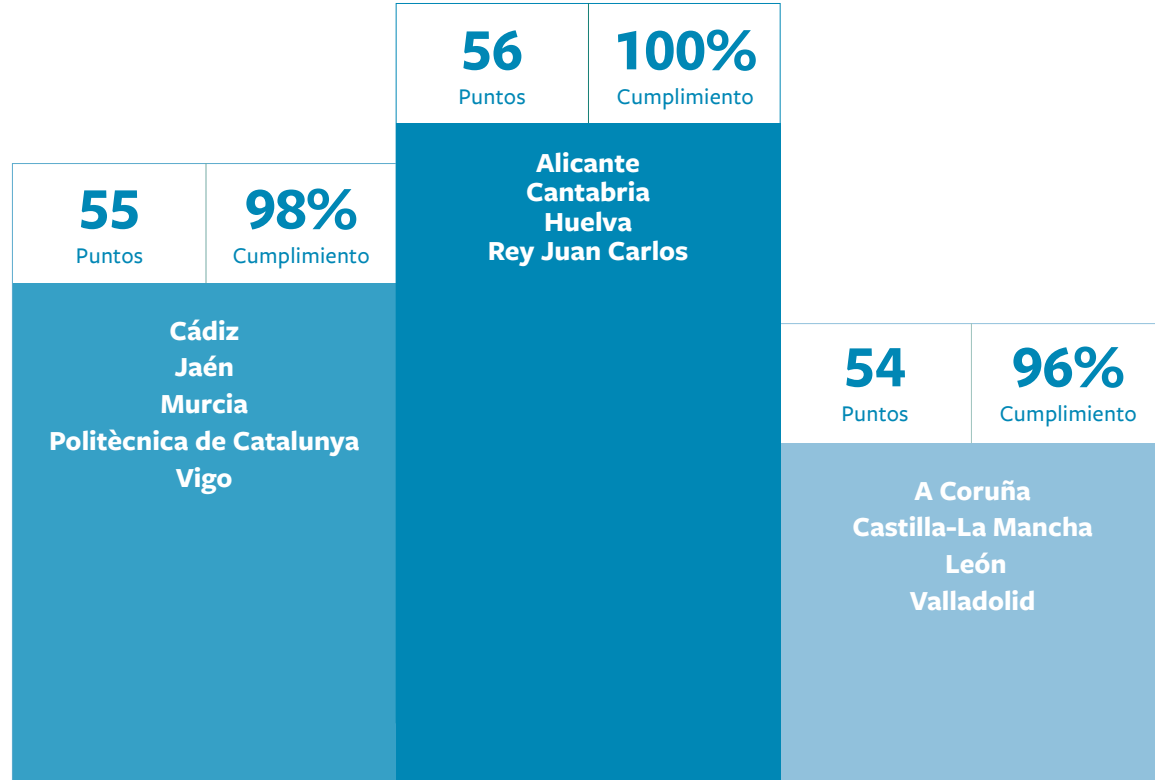 56
Puntos
100%
Cumplimiento
Alicante
Cantabria
Huelva
Rey Juan Carlos
55
Puntos
98%
Cumplimiento
Cádiz
Jaén
Murcia
Politècnica de Catalunya
Vigo
54
Puntos
96%
Cumplimiento
A Coruña
Castilla-La Mancha
León
Valladolid